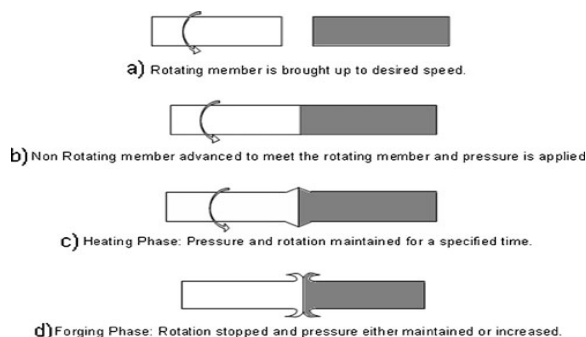 a) Rotating member is brought up to desired speed.
b) Non Rotating member advanced to meet the rotating member and pressure is applied
c) Heating Phase: Pressure and rotation maintained for a specified time.
d) Forging Phase: Rotation stopped and pressure either maintained or increased.